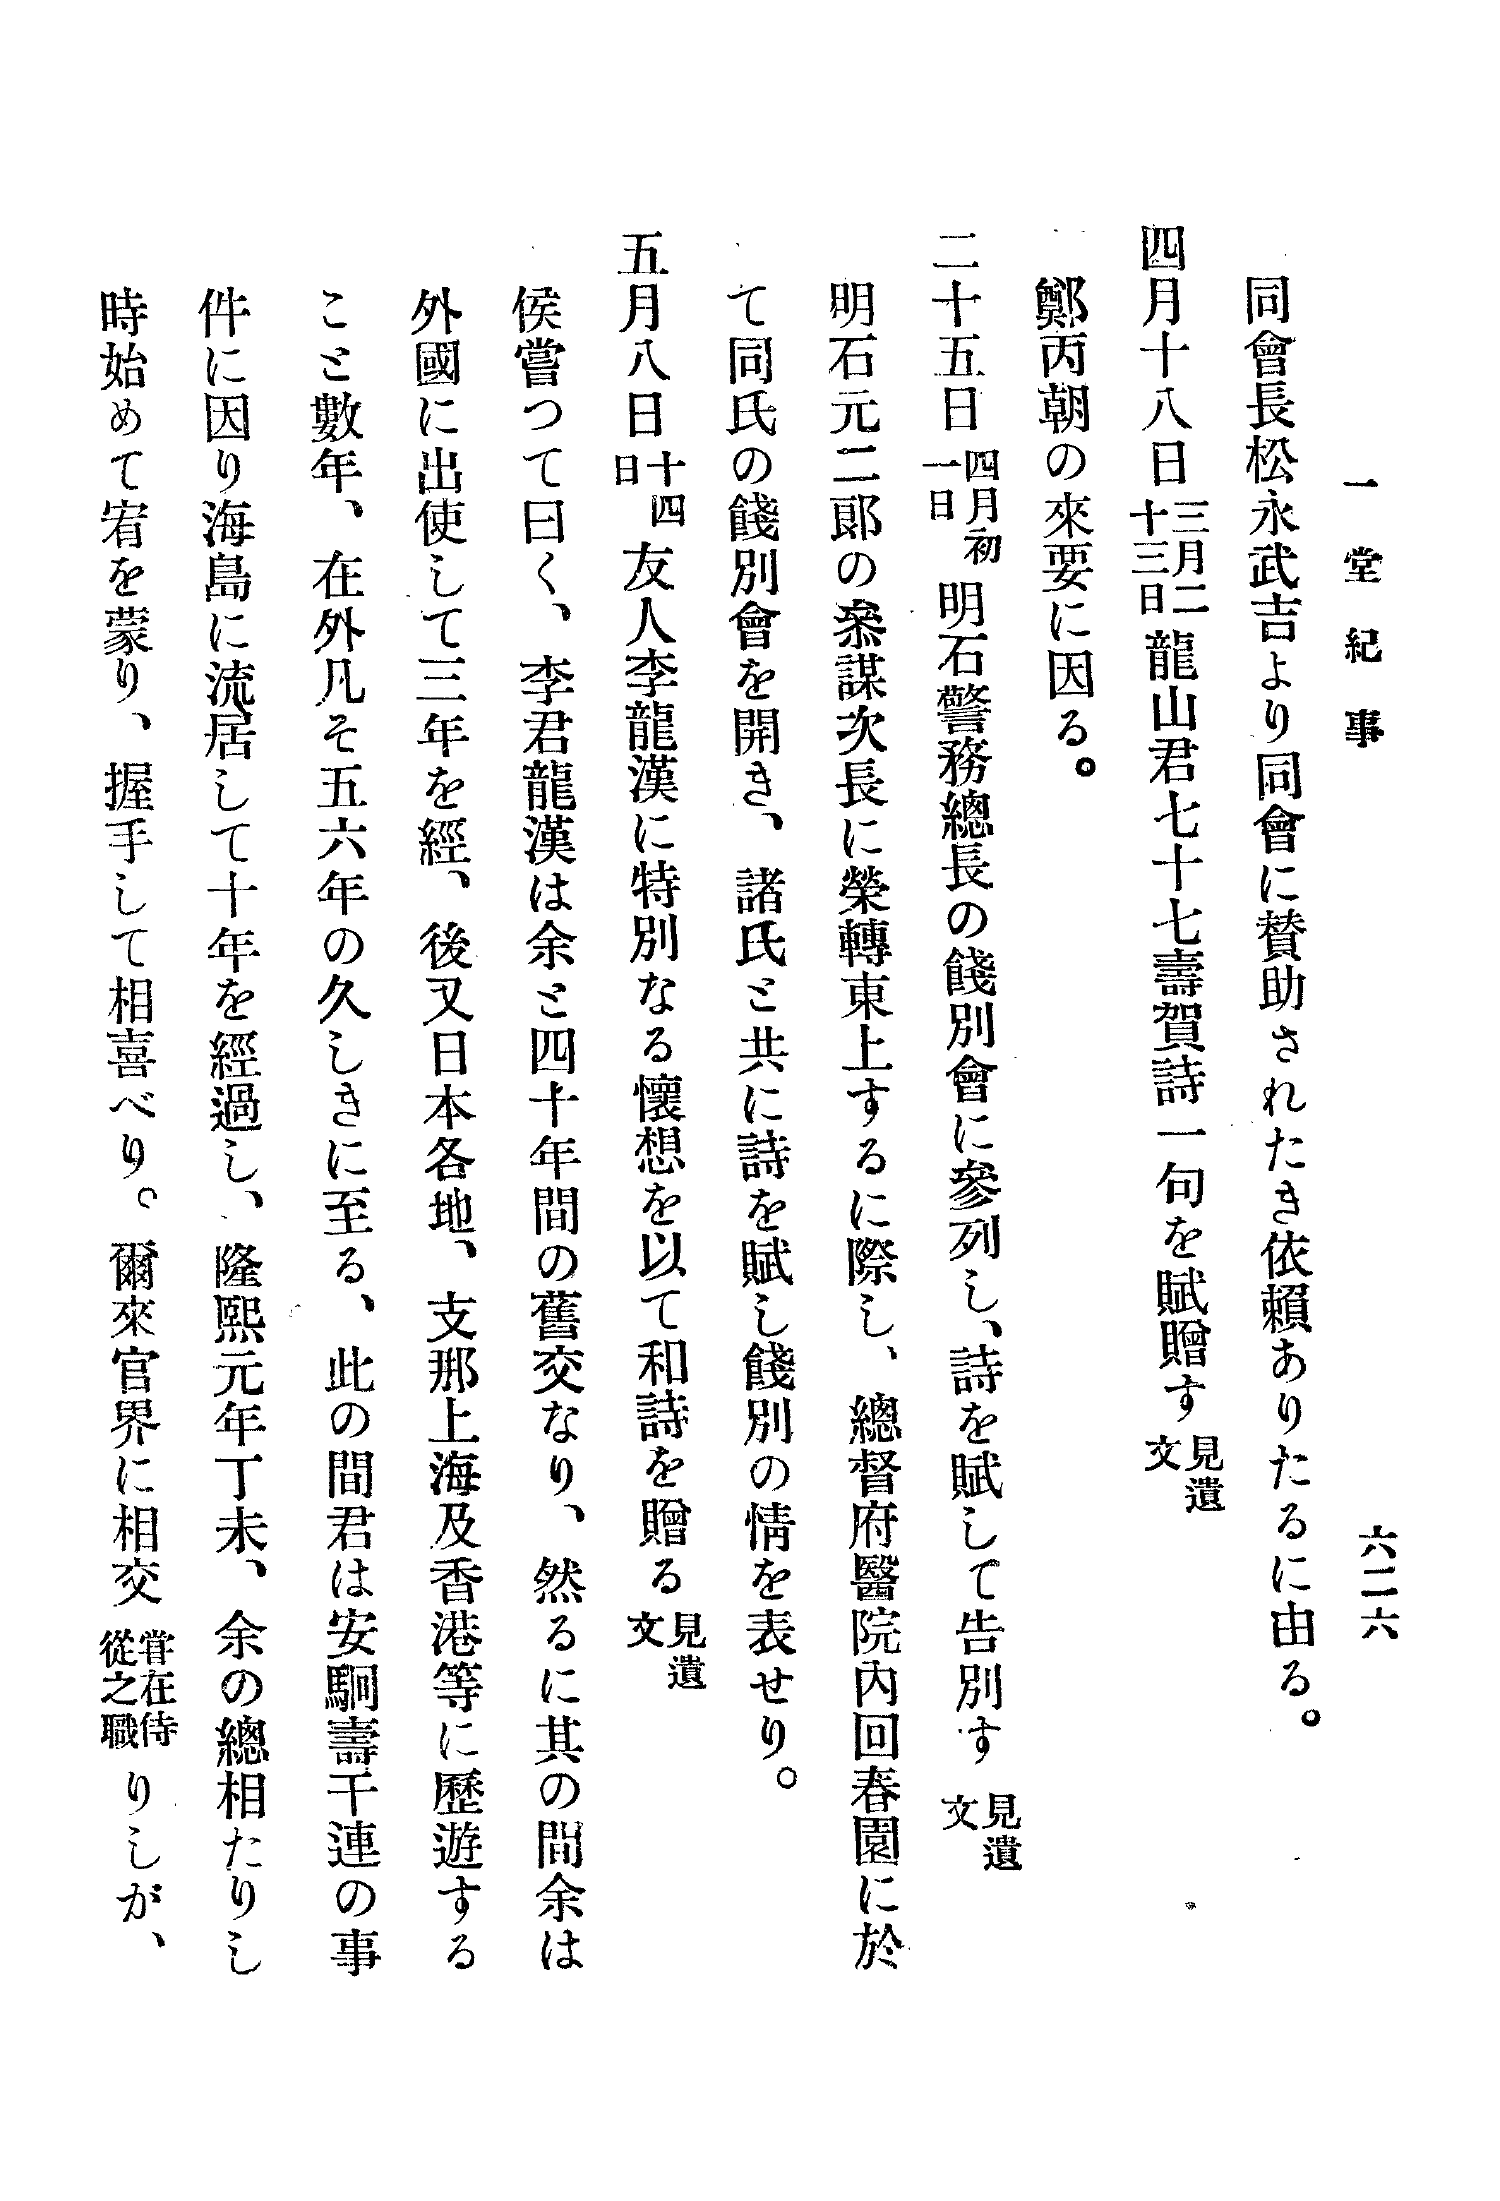 一堂紀事
六二六
同會長松永武吉より同會に賛助されたき依賴ありたるに由る。
四月十八日三月二十三日龍山君七十七壽賀詩一句を賦贈す見遺文
鄭丙朝の來要に因る。
二十五日四月初一日明石警務總長の餞別會に參列し、詩を賦して告別す見遺文
明石元二郎の叅謀次長に榮轉東上するに際し、總督府醫院內回春園に於
て同氏の餞別會を開き、諸氏と共に詩を賦し餞別の情を表せり。
五月八日十四日友人李龍漢に特別なる懷想を以て和詩を贈る見遺文
侯嘗つて曰く、李君龍漢は余と四十年間の舊交なり、然るに其の間余は
外國に出使して三年を經、後又日本各地、支那上海及香港等に歷遊する
こと數年、在外凡そ五六年の久しきに至る、此の間君は安駉壽干連の事
件に因り海島に流居して十年を經過し、隆熙元年丁未、余の總相たりし
時始めて宥を蒙り、握手して相喜べり。爾來官界に相交嘗在侍從之職りしが、